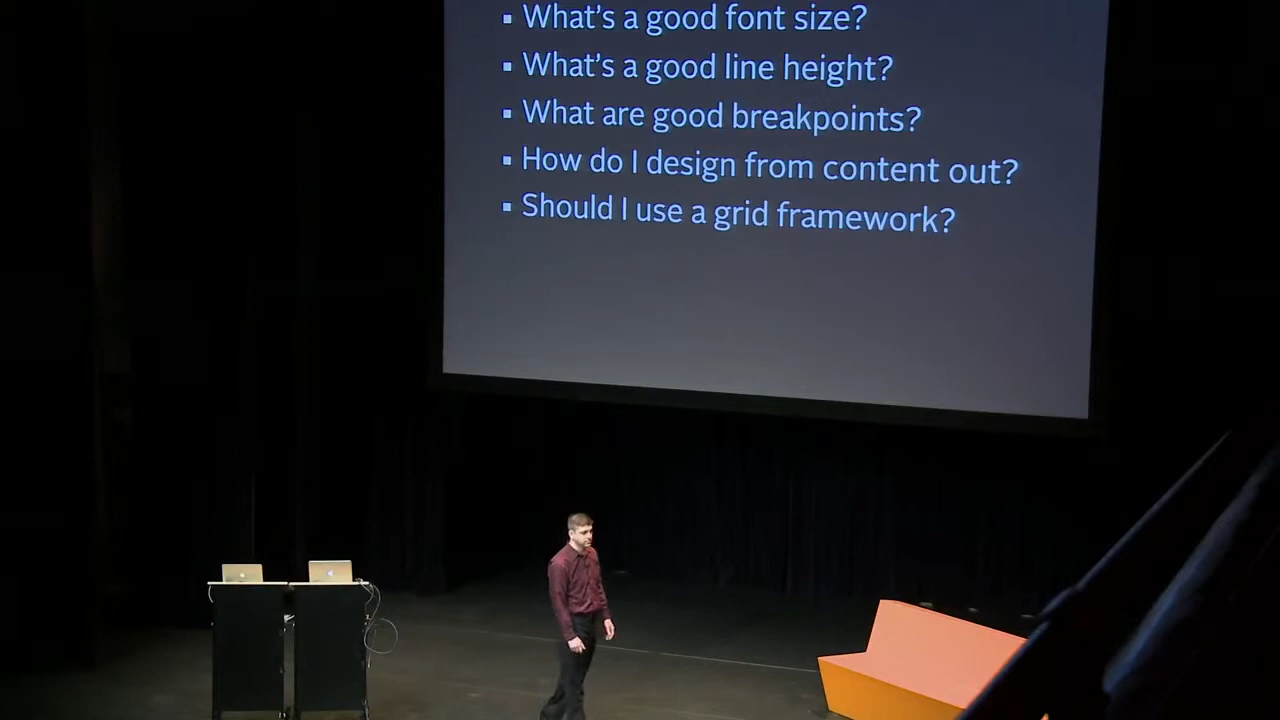 ▪ What's a good font size?
▪ What's a good line height?
▪ What are good breakpoints?
▪ How do I design from content out?
▪ Should I use a grid framework?